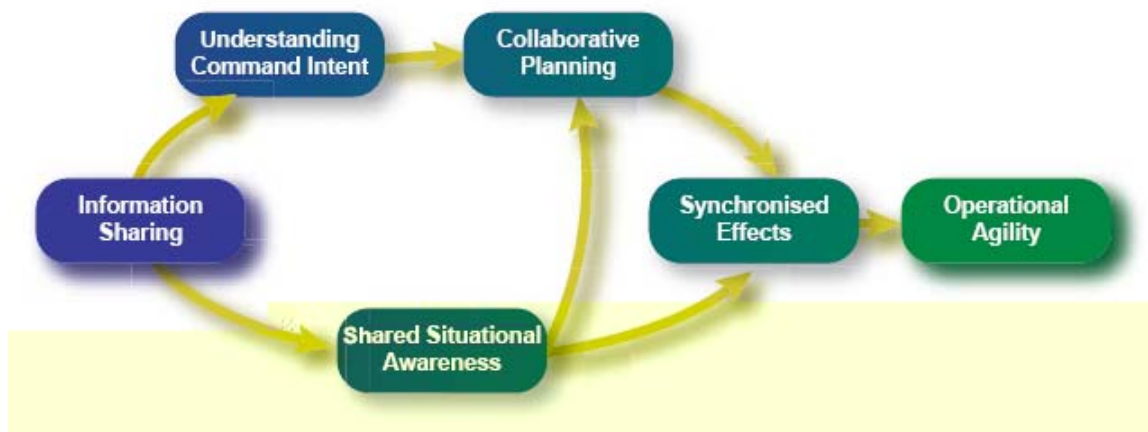 Understanding
Command Intent
Collaborative
Planning
Information
Sharing
Synchronised
Effects
Operational
Agility
Shared Situational
Awareness